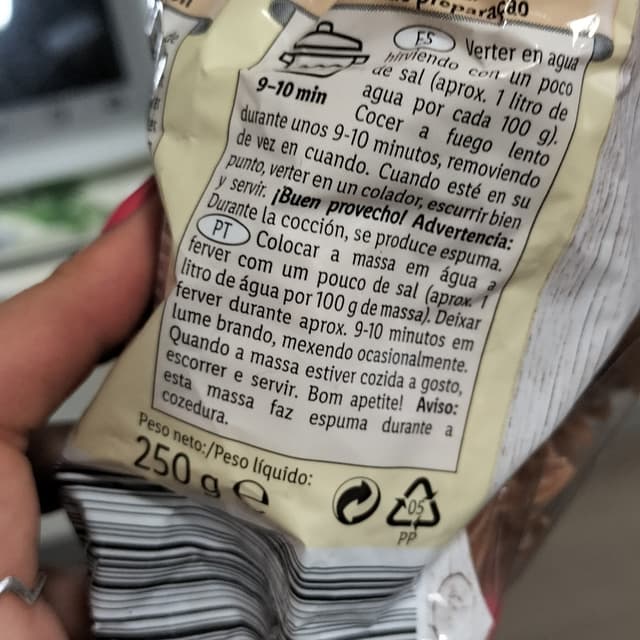 preparação
ES Verter en agua
hirviendo con un poco
de sal (aprox. 1 litro de
agua por cada 100 g).
9-10 min
Cocer a fuego lento
durante unos 9-10 minutos, removiendo
de vez en cuando. Cuando esté en su
punto, verter en un colador, escurrir bien
y servir. ¡Buen provecho! Advertencia:
Durante la cocción, se produce espuma.
PT Colocar a massa em água a
ferver com um pouco de sal (aprox. 1
litro de água por 100 g de massa). Deixar
ferver durante aprox. 9-10 minutos em
lume brando, mexendo ocasionalmente.
Quando a massa estiver cozida a gosto,
escorrer e servir. Bom apetite! Aviso:
esta massa faz espuma durante a
cozedura.
Peso neto:/Peso líquido:
250 g e
05
PP